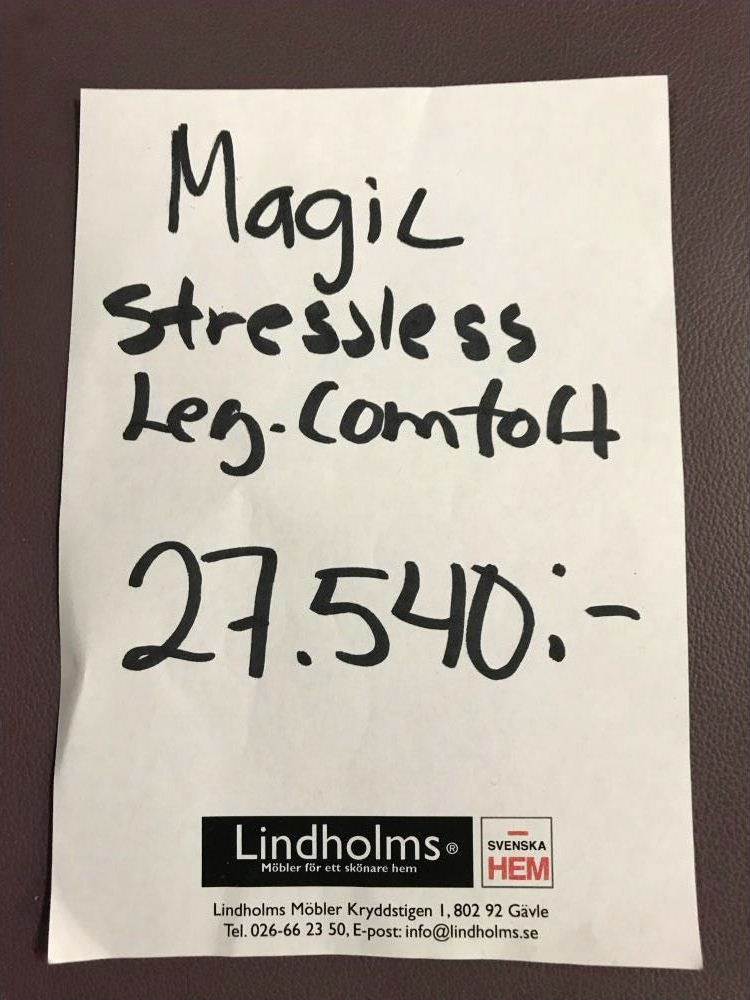 Magic
Stressless
Leg-Comfort
27.540:-
Lindholms®
Möbler för ett skönare hem
SVENSKA
HEM
Lindholms Möbler Kryddstigen 1, 802 92 Gävle
Tel. 026-66 23 50, E-post: info@lindholms.se